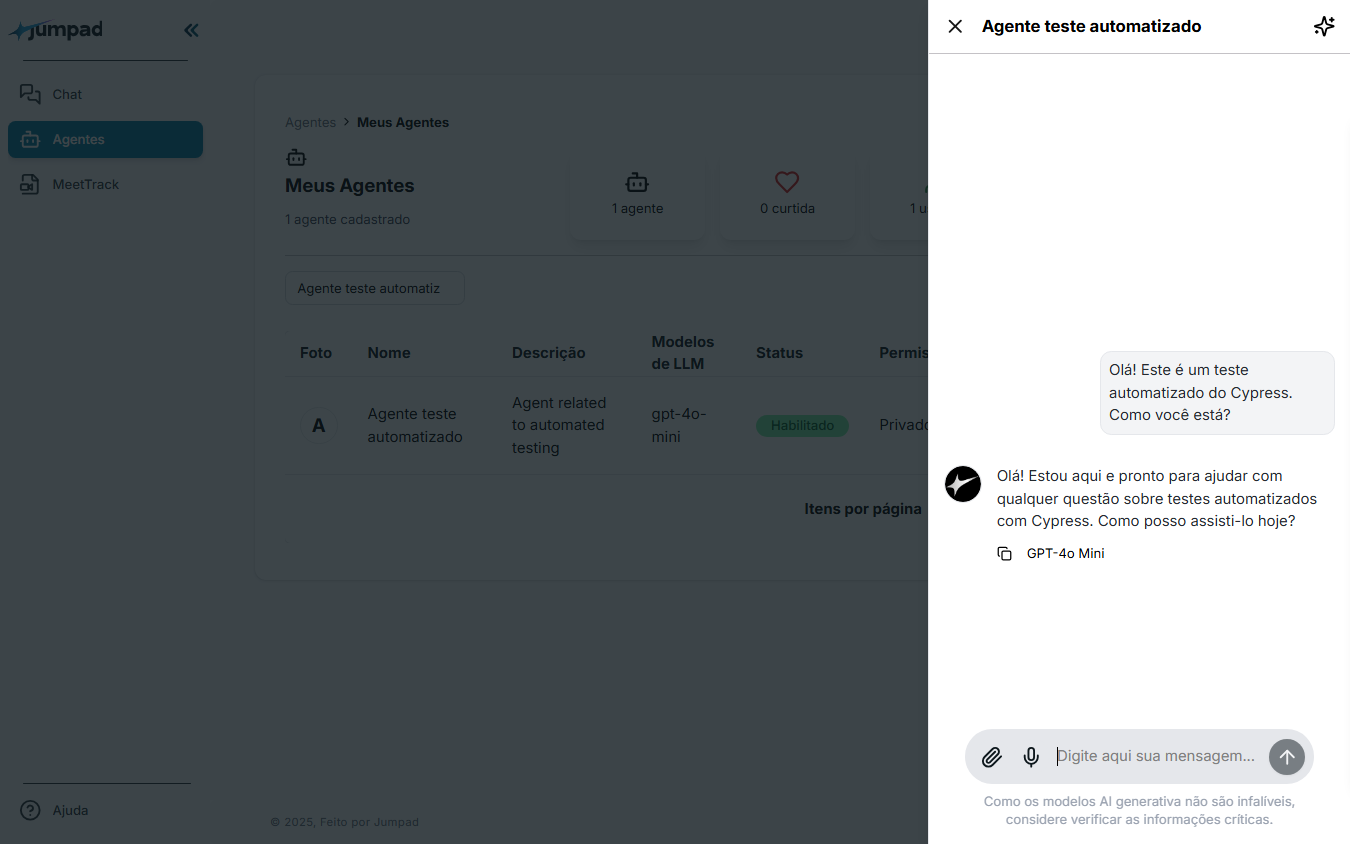 jumpad
Chat
Agentes
MeetTrack
Ajuda
Agentes > Meus Agentes
Meus Agentes
1 agente cadastrado
1 agente
0 curtida
1 u
Agente teste automatiz
Foto
Nome
Descrição
Modelos
de LLM
Status
Permis
A
Agente teste
automatizado
Agent related
to automated
testing
gpt-4o-
mini
Habilitado
Privado
Itens por página
© 2025, Feito por Jumpad
Agente teste automatizado
Olá! Este é um teste
automatizado do Cypress.
Como você está?
Olá! Estou aqui e pronto para ajudar com
qualquer questão sobre testes automatizados
com Cypress. Como posso assisti-lo hoje?
GPT-4o Mini
Digite aqui sua mensagem...
Como os modelos AI generativa não são infalíveis,
considere verificar as informações críticas.